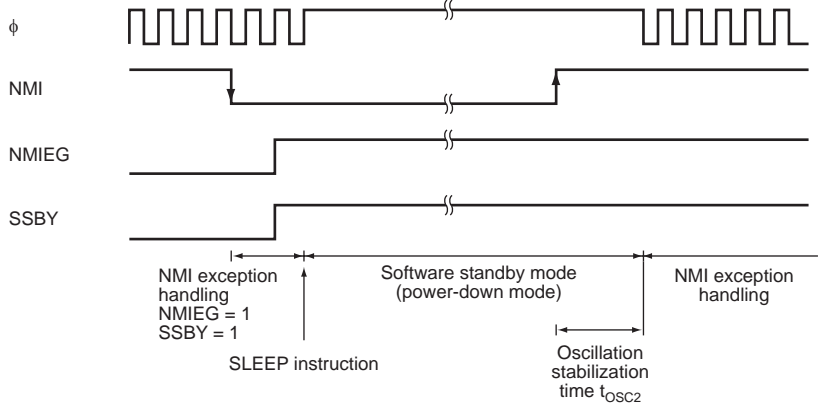 ϕ
NMI
NMIEG
SSBY
NMI exception
handling
NMIEG = 1
SSBY = 1
Software standby mode
(power-down mode)
NMI exception
handling
SLEEP instruction
Oscillation
stabilization
time tOSC2